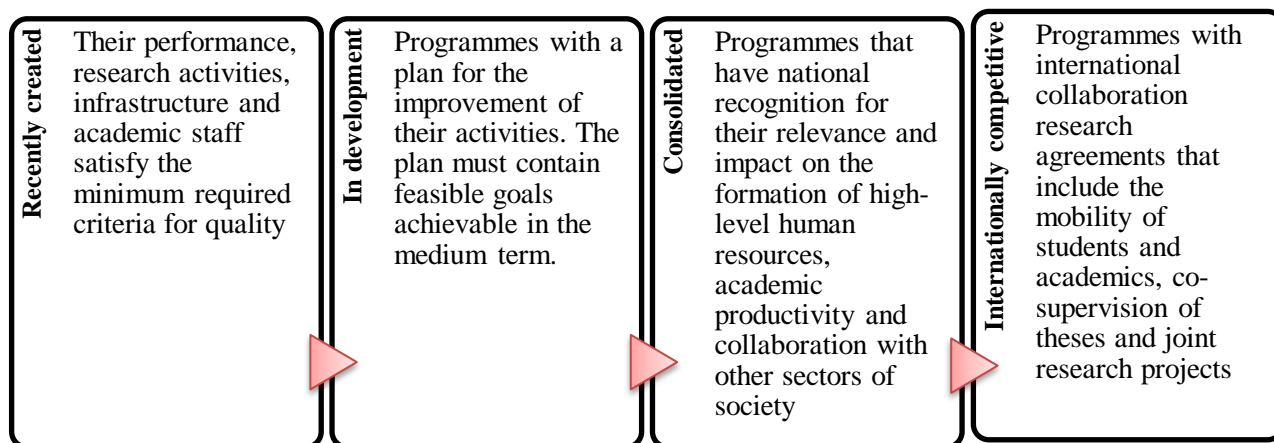 Recently created
Their performance,
research activities,
infrastructure and
academic staff
satisfy the
minimum required
criteria for quality
In development
Programmes with a
plan for the
improvement of
their activities. The
plan must contain
feasible goals
achievable in the
medium term.
Consolidated
Programmes that
have national
recognition for
their relevance and
impact on the
formation of high-
level human
resources,
academic
productivity and
collaboration with
other sectors of
society
Internationally competitive
Programmes with
international
collaboration
research
agreements that
include the
mobility of
students and
academics, co-
supervision of
theses and joint
research projects